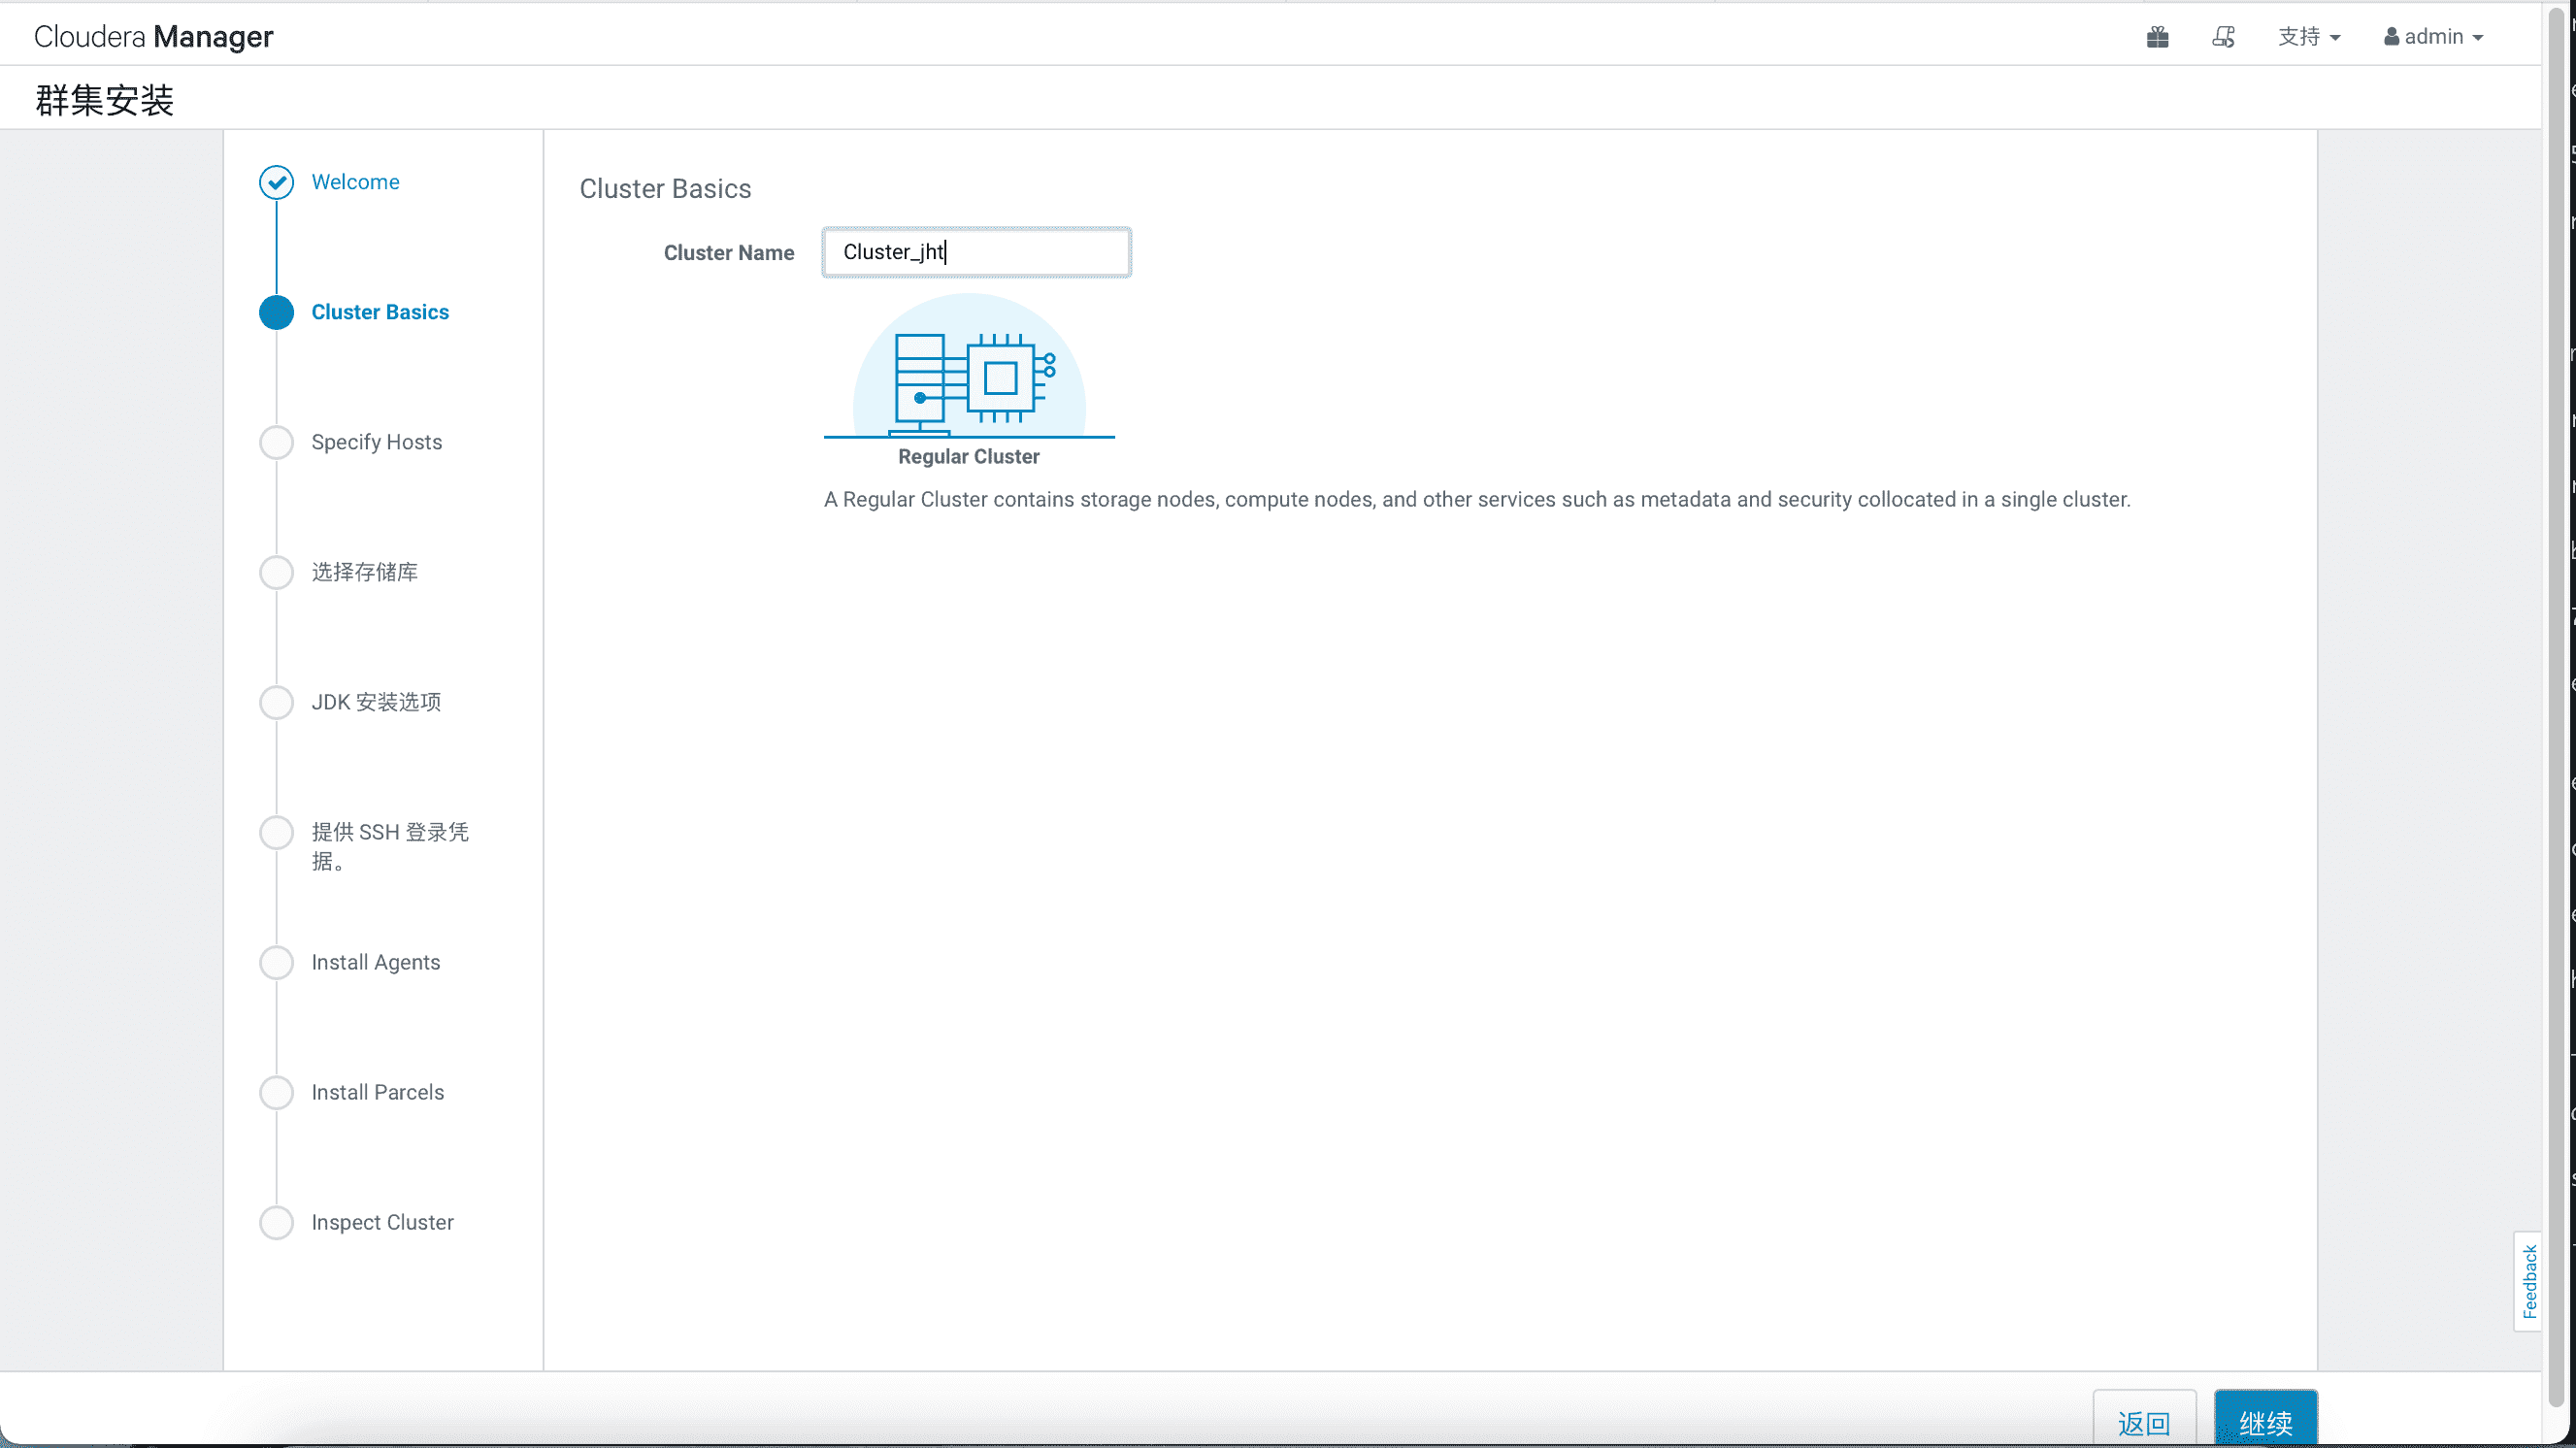 Cloudera Manager
支持
admin
群集安装
Welcome
Cluster Basics
Specify Hosts
选择存储库
JDK 安装选项
提供 SSH 登录凭
据。
Install Agents
Install Parcels
Inspect Cluster
Cluster Basics
Cluster Name
Cluster_jht
Regular Cluster
A Regular Cluster contains storage nodes, compute nodes, and other services such as metadata and security collocated in a single cluster.
Feedback
返回
继续